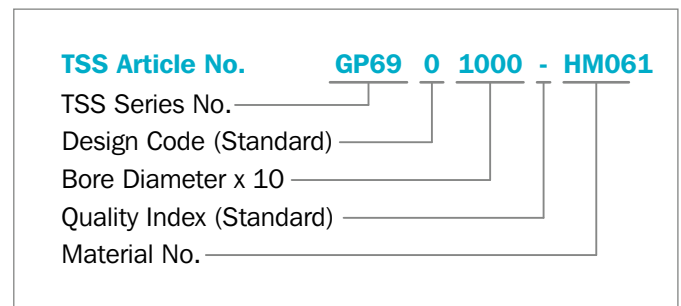 TSS Article No. GP69 0 1000 - HM061
TSS Series No.
Design Code (Standard)
Bore Diameter x 10
Quality Index (Standard)
Material No.